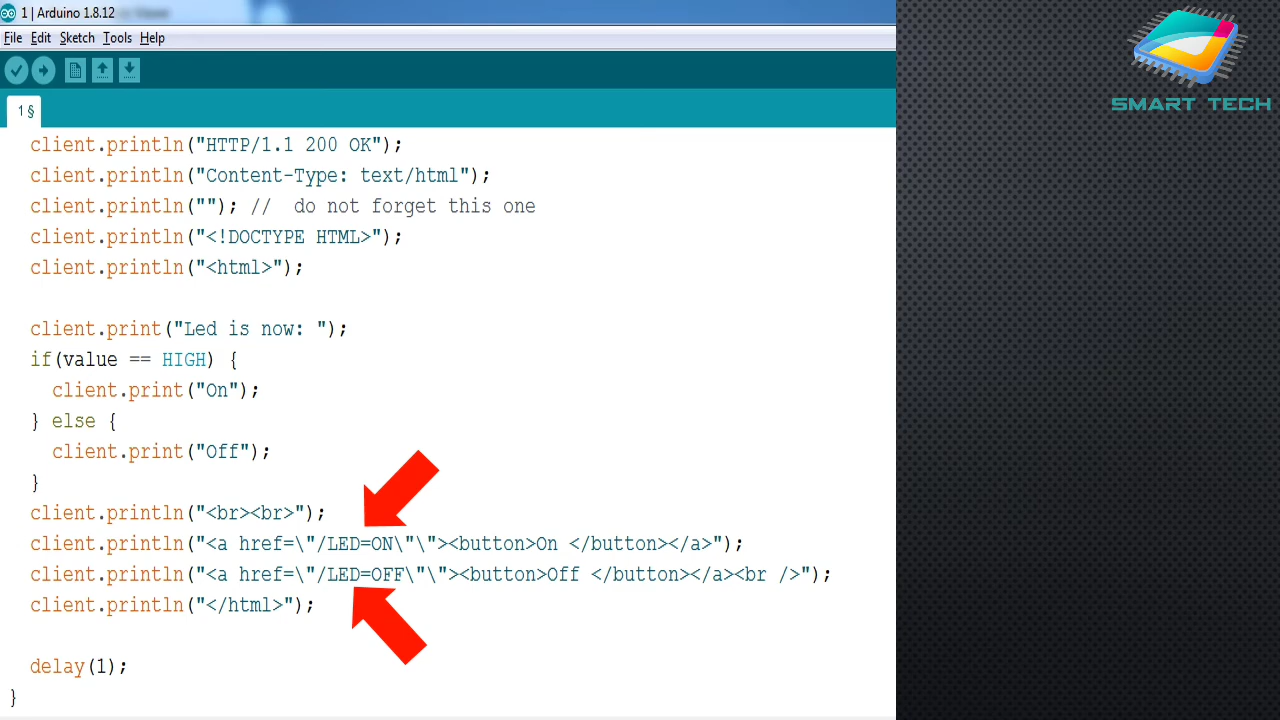 1 | Arduino 1.8.12
File Edit Sketch Tools Help
1 §
client.println("HTTP/1.1 200 OK");
client.println("Content-Type: text/html");
client.println(""); //  do not forget this one
client.println("<!DOCTYPE HTML>");
client.println("<html>");
client.print("Led is now: ");
if(value == HIGH) {
client.print("On");
} else {
client.print("Off");
}
client.println("<br><br>");
client.println("<a href=\"/LED=ON\"\"><button>On </button></a>");
client.println("<a href=\"/LED=OFF\"\"><button>Off </button></a><br />");
client.println("</html>");
delay(1);
}
SMART TECH